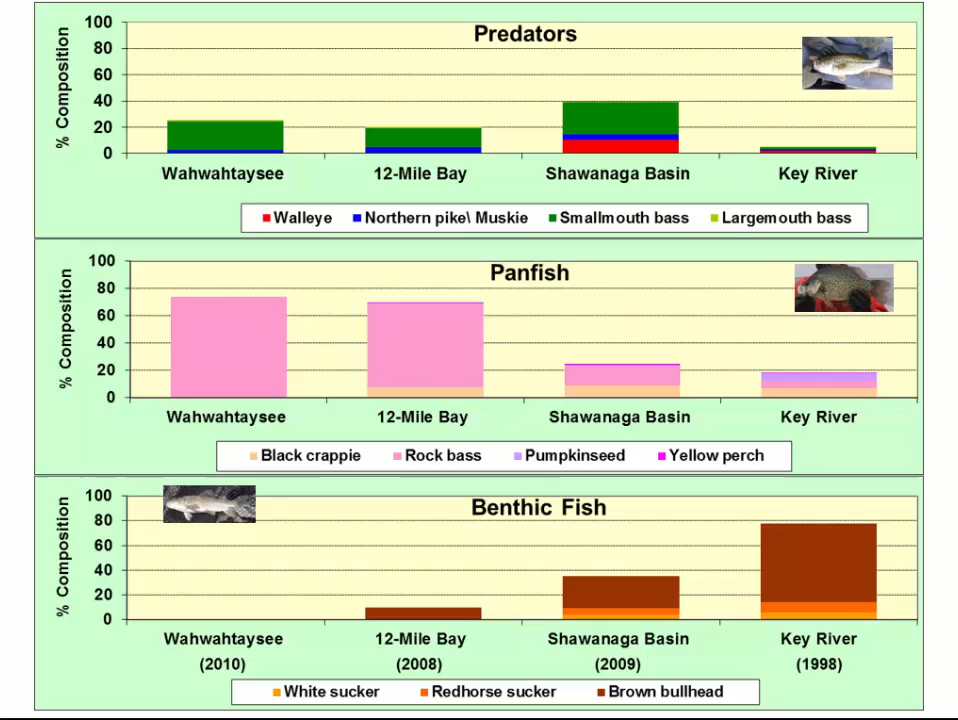 Predators
% Composition
100
80
60
40
20
0
Wahwahtaysee 12-Mile Bay Shawanaga Basin Key River
Walleye Northern pike\ Muskie Smallmouth bass Largemouth bass
Panfish
% Composition
100
80
60
40
20
0
Wahwahtaysee 12-Mile Bay Shawanaga Basin Key River
Black crappie Rock bass Pumpkinseed Yellow perch
Benthic Fish
% Composition
100
80
60
40
20
0
Wahwahtaysee 12-Mile Bay Shawanaga Basin Key River
(2010) (2008) (2009) (1998)
White sucker Redhorse sucker Brown bullhead